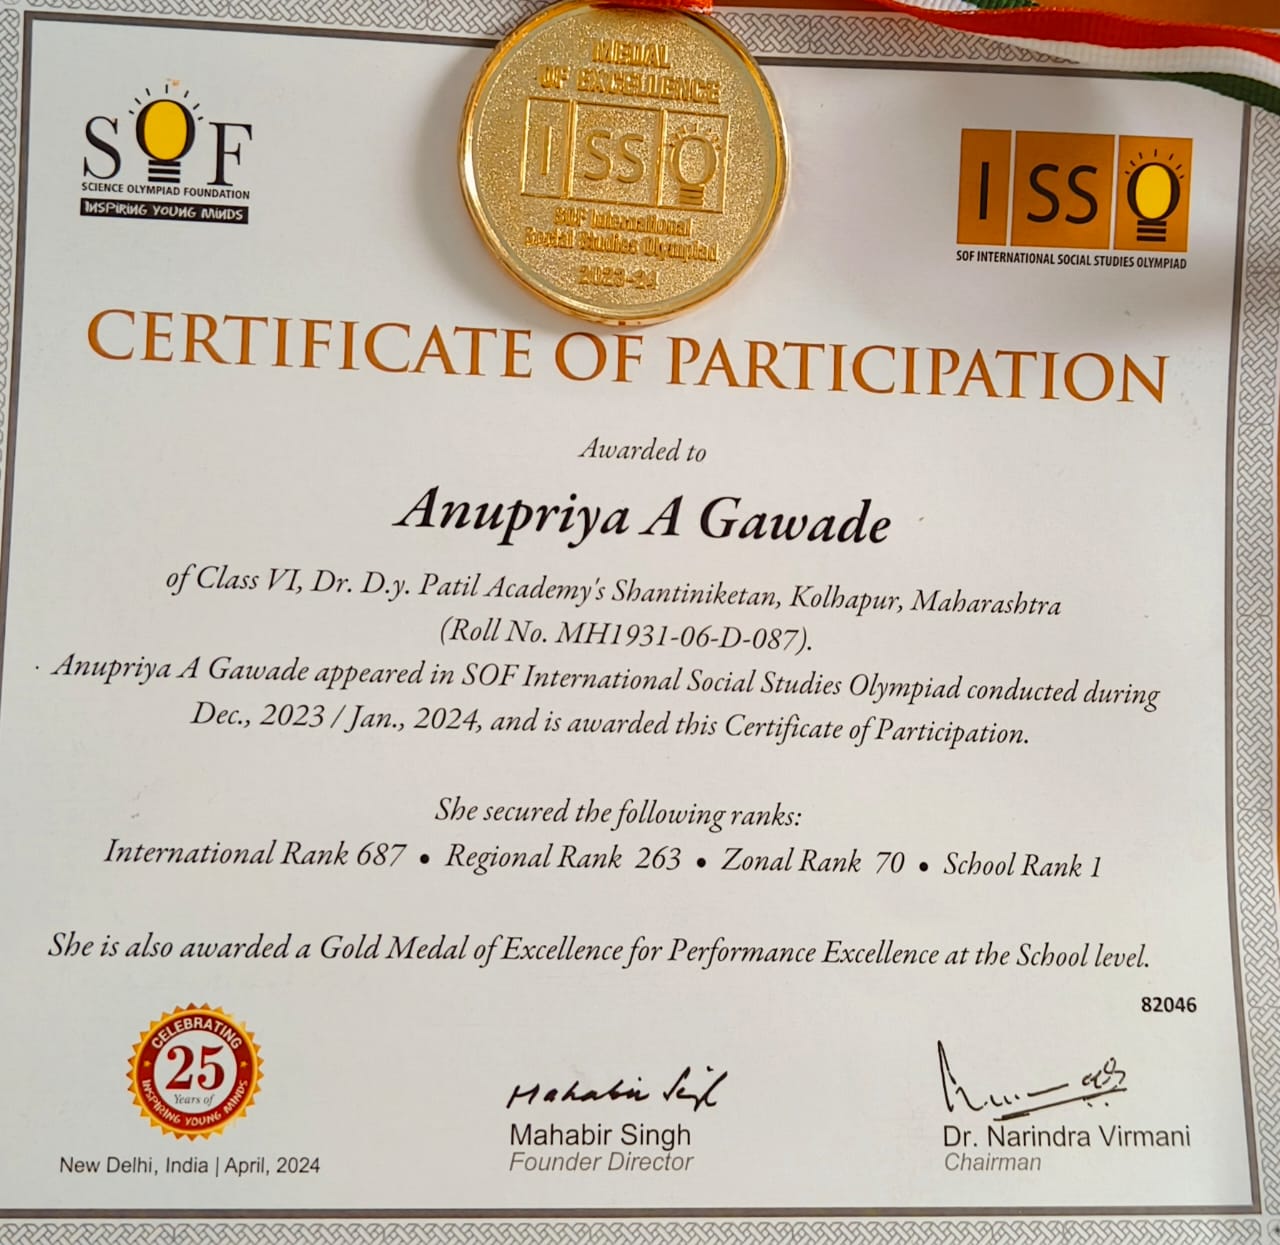 MEDAL
OF EXCELLENCE
ISSO
SOF International
Social Studies Olympiad
2023-24
SOF
SCIENCE OLYMPIAD FOUNDATION
INSPIRING YOUNG MINDS
ISSO
SOF INTERNATIONAL SOCIAL STUDIES OLYMPIAD
CERTIFICATE OF PARTICIPATION
Awarded to
Anupriya A Gawade
of Class VI, Dr. D.y. Patil Academy's Shantiniketan, Kolhapur, Maharashtra
(Roll No. MH1931-06-D-087).
Anupriya A Gawade appeared in SOF International Social Studies Olympiad conducted during
Dec., 2023 / Jan., 2024, and is awarded this Certificate of Participation.
She secured the following ranks:
International Rank 687 • Regional Rank 263 • Zonal Rank 70 • School Rank 1
She is also awarded a Gold Medal of Excellence for Performance Excellence at the School level.
82046
CELEBRATING
25
Years of
INSPIRING YOUNG MINDS
New Delhi, India | April, 2024
Mahabir Singh
Mahabir Singh
Founder Director
Dr. Narindra Virmani
Chairman